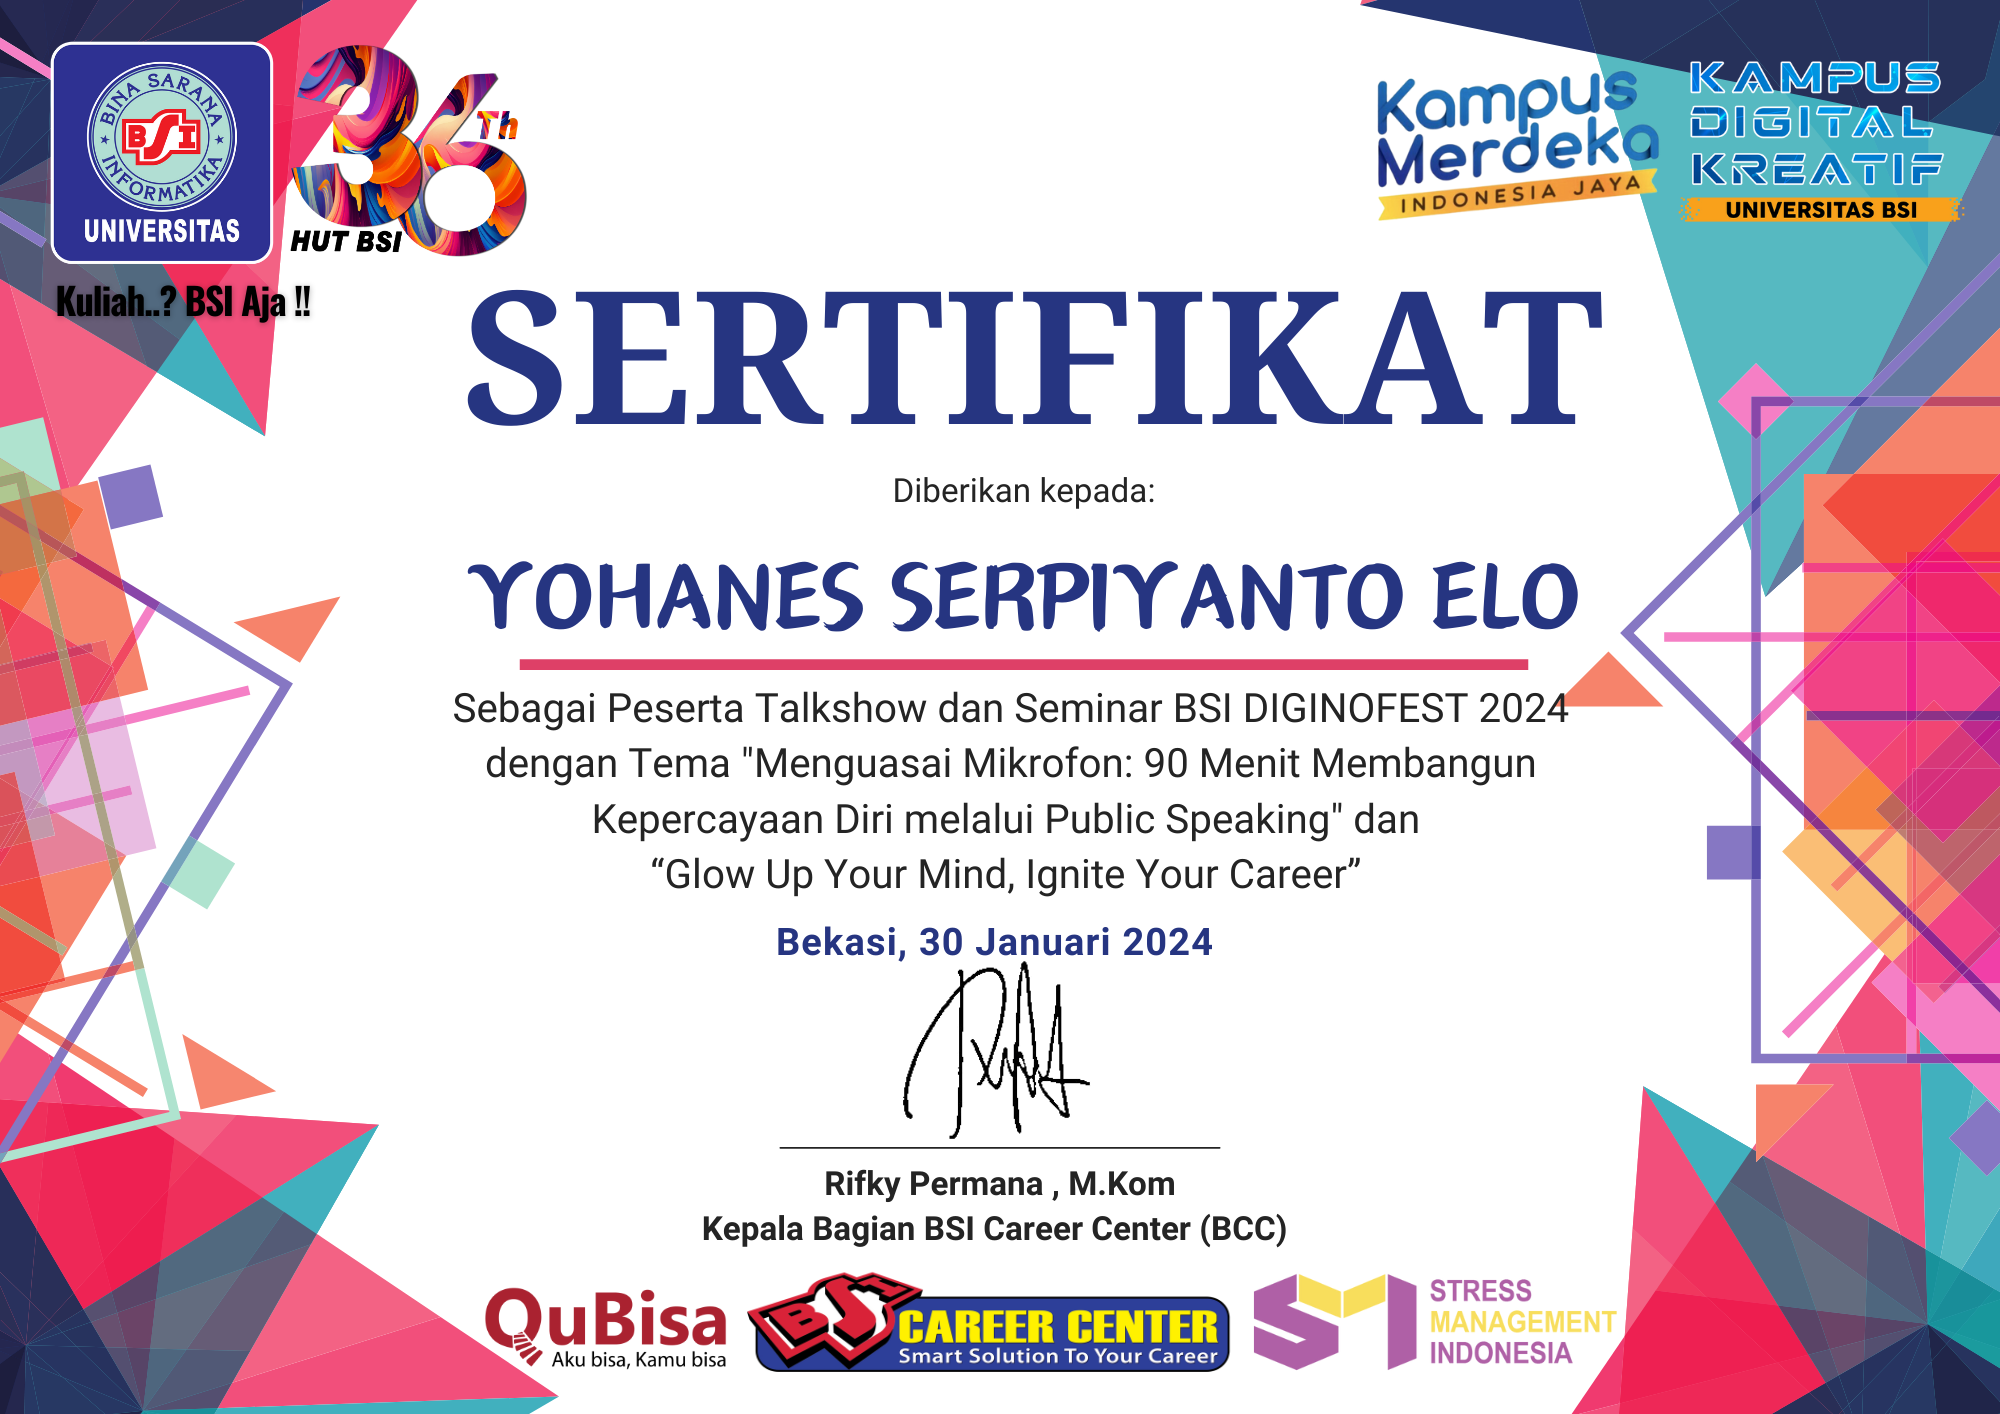 BINA SARANA
BSI
INFORMATIKA
UNIVERSITAS
36Th
HUT BSI
Kuliah..? BSI Aja !!
Kampus
Merdeka
INDONESIA JAYA
KAMPUS
DIGITAL
KREATIF
UNIVERSITAS BSI
SERTIFIKAT
Diberikan kepada:
YOHANES SERPIYANTO ELO
Sebagai Peserta Talkshow dan Seminar BSI DIGINOFEST 2024
dengan Tema "Menguasai Mikrofon: 90 Menit Membangun
Kepercayaan Diri melalui Public Speaking" dan
“Glow Up Your Mind, Ignite Your Career”
Bekasi, 30 Januari 2024
Rifky Permana , M.Kom
Kepala Bagian BSI Career Center (BCC)
QuBisa
Aku bisa, Kamu bisa
BSI
CAREER CENTER
Smart Solution To Your Career
SM
STRESS
MANAGEMENT
INDONESIA